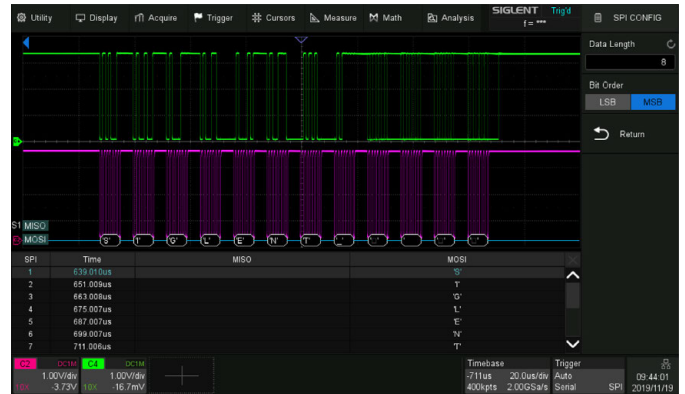 Utility Display Acquire Trigger Cursors Measure Math Analysis SIGLENT Trig'd
f = ***
SPI CONFIG
Data Length
8
Bit Order
LSB MSB
Return
S1 MISO
MOSI
'S' 'I' 'G' 'L' 'E' 'N' 'T' '_'
SPI Time MISO MOSI
1 639.010us 'S'
2 651.009us 'I'
3 663.008us 'G'
4 675.007us 'L'
5 687.007us 'E'
6 699.007us 'N'
7 711.006us 'T'
C2 DC1M C4 DC1M
1.00V/div 1.00V/div
10X -3.73V 10X -16.7mV
Timebase
-711us 20.0us/div
400kpts 2.00GSa/s
Trigger
Auto
Serial SPI
09:44:01
2019/11/19